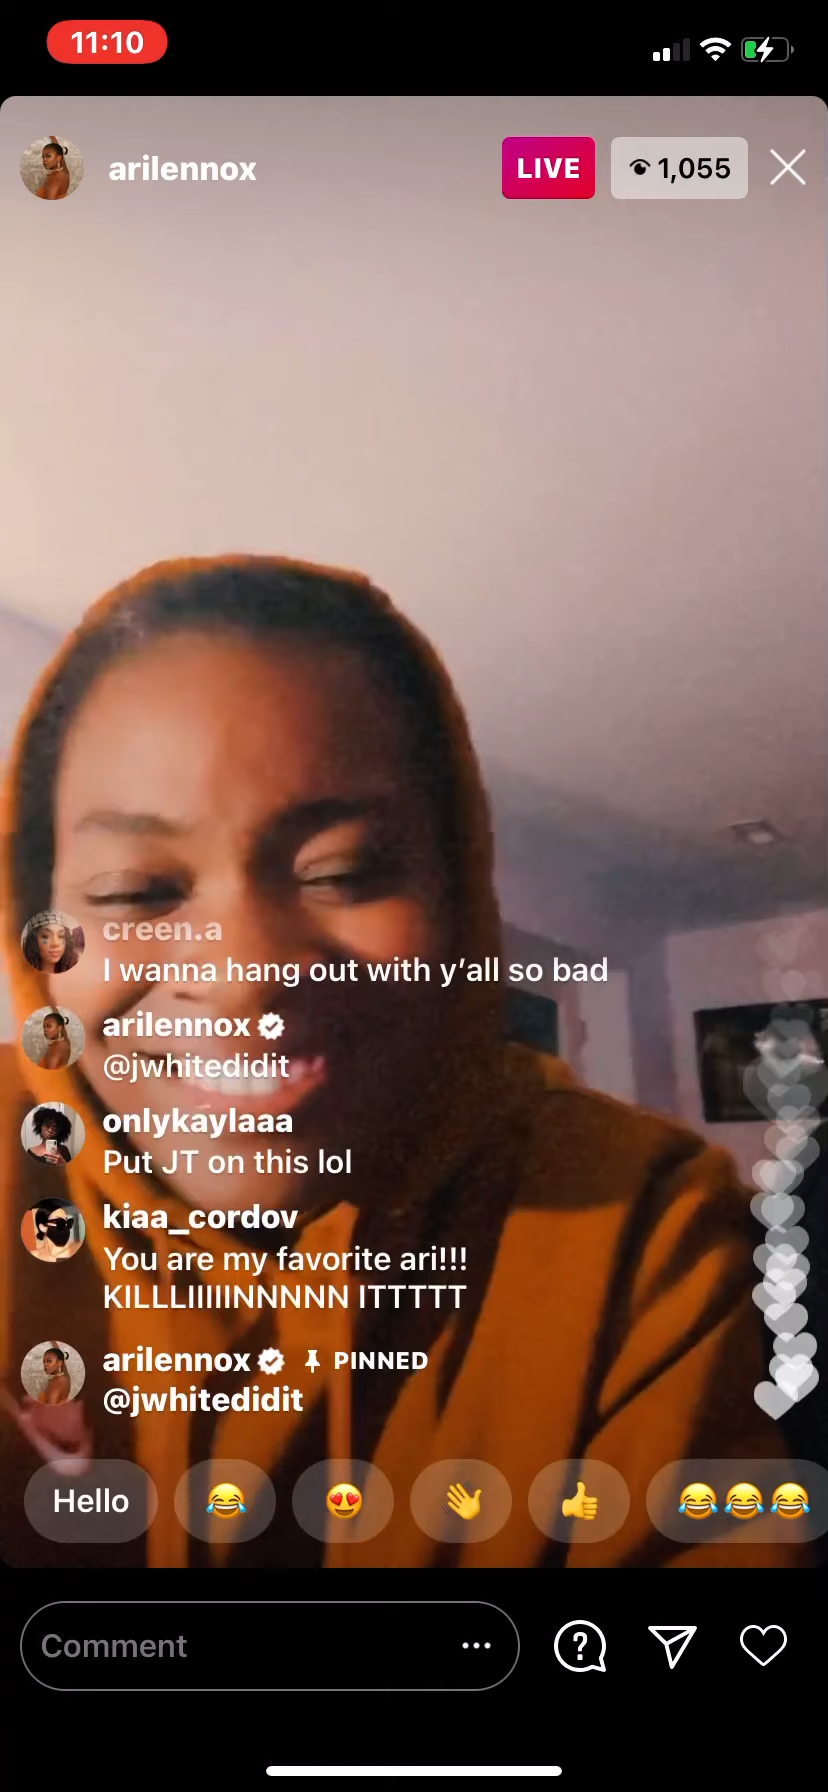 11:10
arilennox
LIVE
1,055
creen.a
I wanna hang out with y’all so bad
arilennox
@jwhitedidit
onlykaylaaa
Put JT on this lol
kiaa_cordov
You are my favorite ari!!!
KILLLIIIIINNNNN ITTTTT
arilennox PINNED
@jwhitedidit
Hello 😂 😍 👋 👍 😂😂😂
Comment